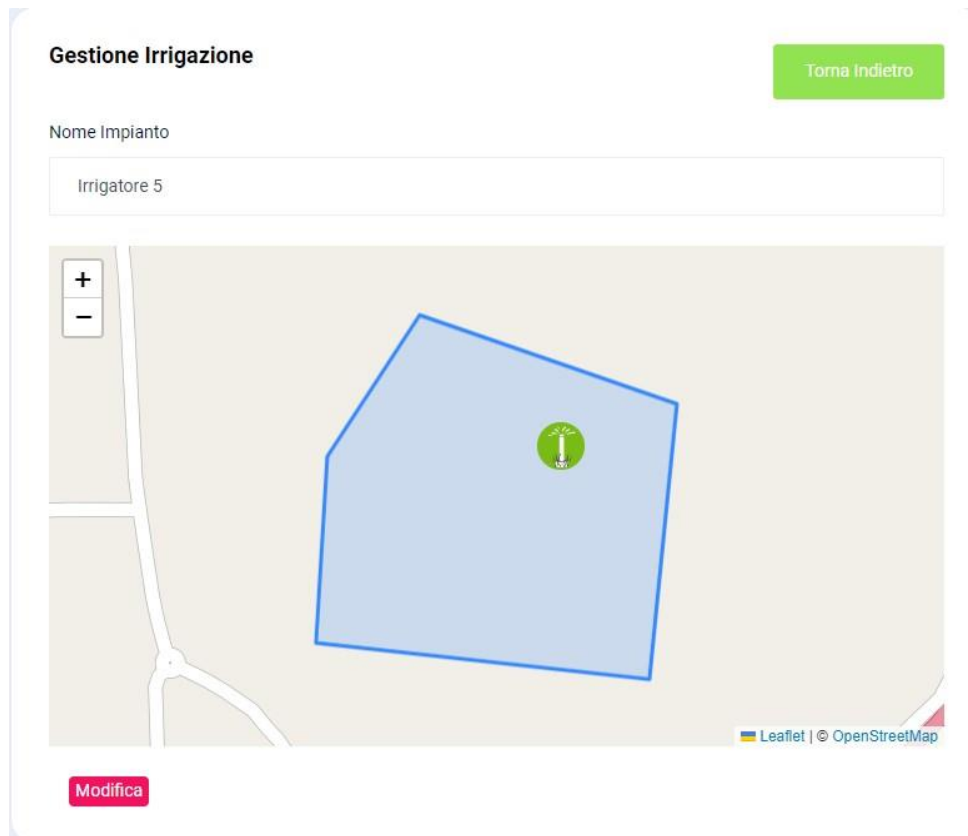 Gestione Irrigazione
Torna Indietro
Nome Impianto
Irrigatore 5
+
−
Leaflet | © OpenStreetMap
Modifica